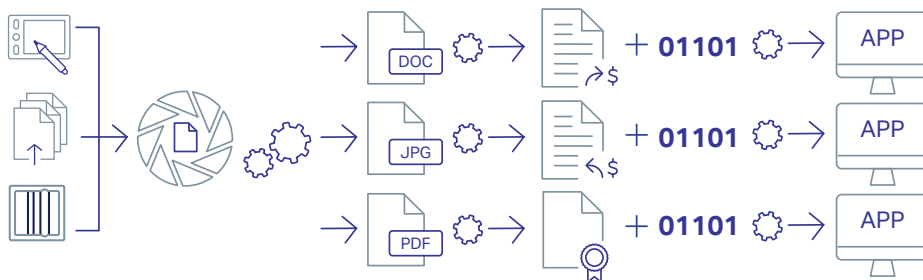 DOC $ + 01101 APP
JPG $ + 01101 APP
PDF + 01101 APP